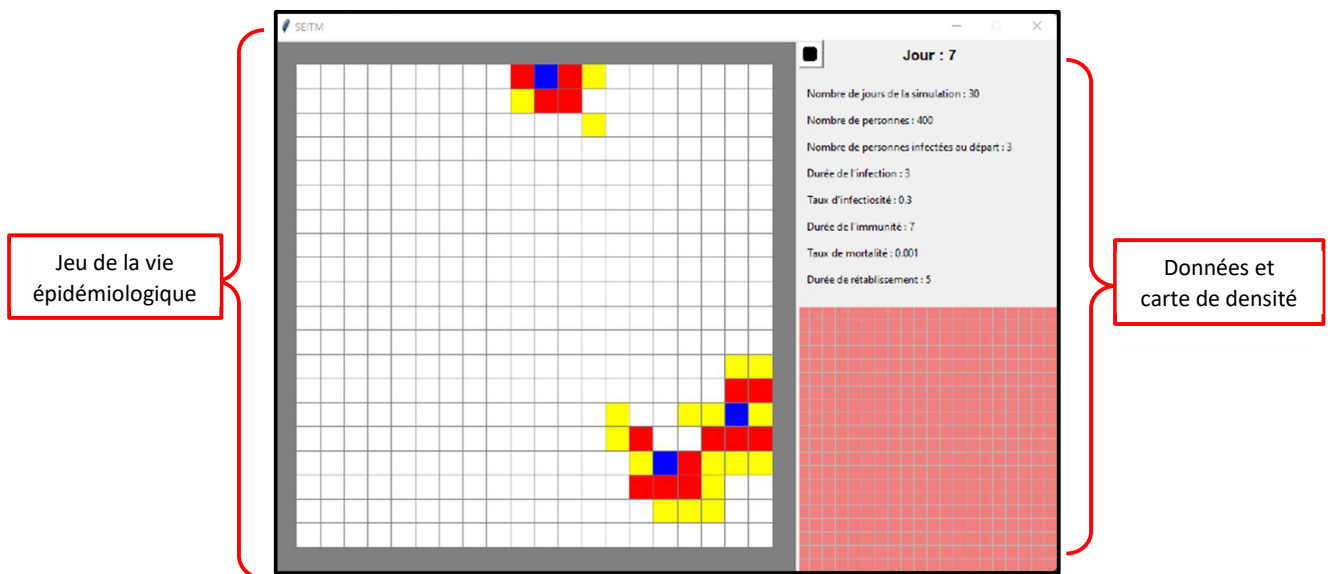 SEITM
Jour : 7
Nombre de jours de la simulation : 30
Nombre de personnes : 400
Nombre de personnes infectées au départ : 3
Durée de l'infection : 3
Taux d'infectiosité : 0.3
Durée de l'immunité : 7
Taux de mortalité : 0.001
Durée de rétablissement : 5
Jeu de la vie
épidémiologique
Données et
carte de densité